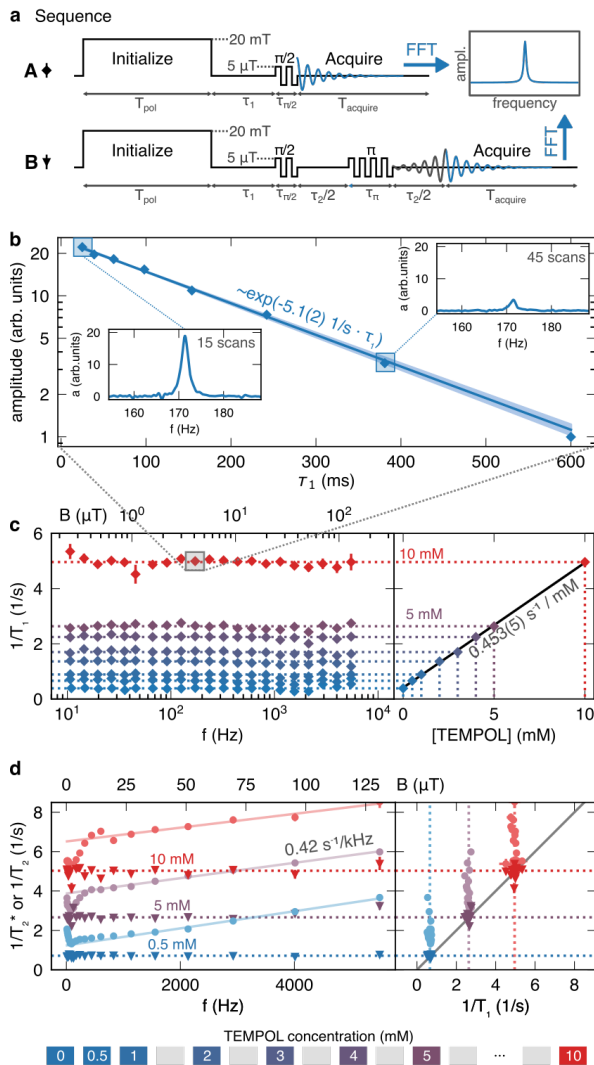 a Sequence
A Initialize 20 mT 5 μT π/2 Acquire FFT ampl. frequency
T_pol τ_1 τ_π/2 T_acquire
B Initialize 20 mT 5 μT π/2 π Acquire FFT
T_pol τ_1 τ_π/2 τ_2/2 τ_π τ_2/2 T_acquire
b
amplitude (arb. units)
20
10
1
~exp(-5.1(2) 1/s · τ_1)
a (arb.units)
20
10
0
45 scans
160 170 180
f (Hz)
a (arb.units)
20
10
0
15 scans
160 170 180
f (Hz)
0 100 200 300 400 500 600
τ_1 (ms)
c
B (μT)
10^0 10^1 10^2
1/T_1 (1/s)
6
4
2
0
10^1 10^2 10^3 10^4
f (Hz)
10 mM
5 mM
0.453(5) s^-1 / mM
0 5 10
[TEMPOL] (mM)
d
0 25 50 75 100 125 B (μT)
1/T_2* or 1/T_2 (1/s)
8
6
4
2
0
0.42 s^-1/kHz
10 mM
5 mM
0.5 mM
0 2000 4000
f (Hz)
0 2 4 6 8
1/T_1 (1/s)
TEMPOL concentration (mM)
0 0.5 1 2 3 4 5 ... 10